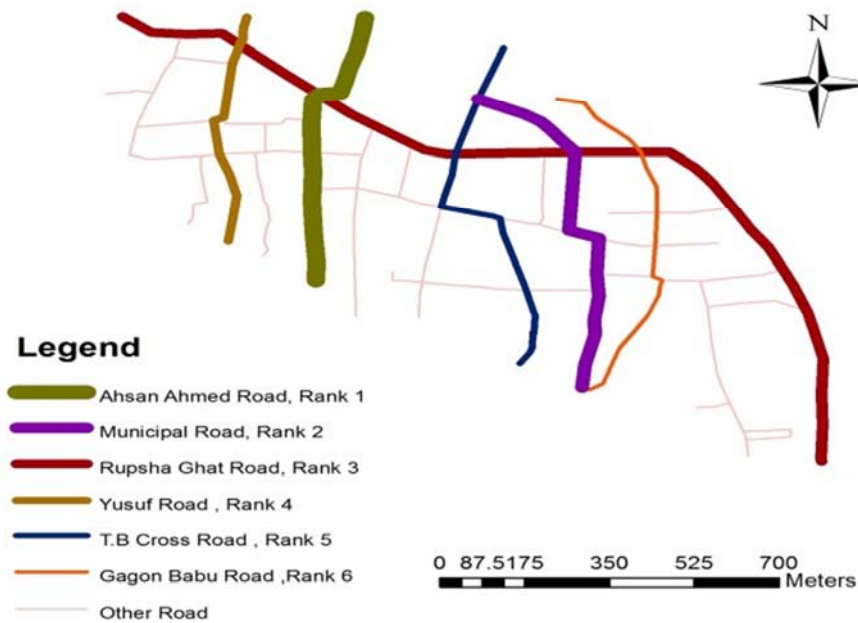 N
Legend
Ahsan Ahmed Road, Rank 1
Municipal Road, Rank 2
Rupsha Ghat Road, Rank 3
Yusuf Road , Rank 4
T.B Cross Road , Rank 5
Gagon Babu Road ,Rank 6
Other Road
0 87.5175 350 525 700
Meters